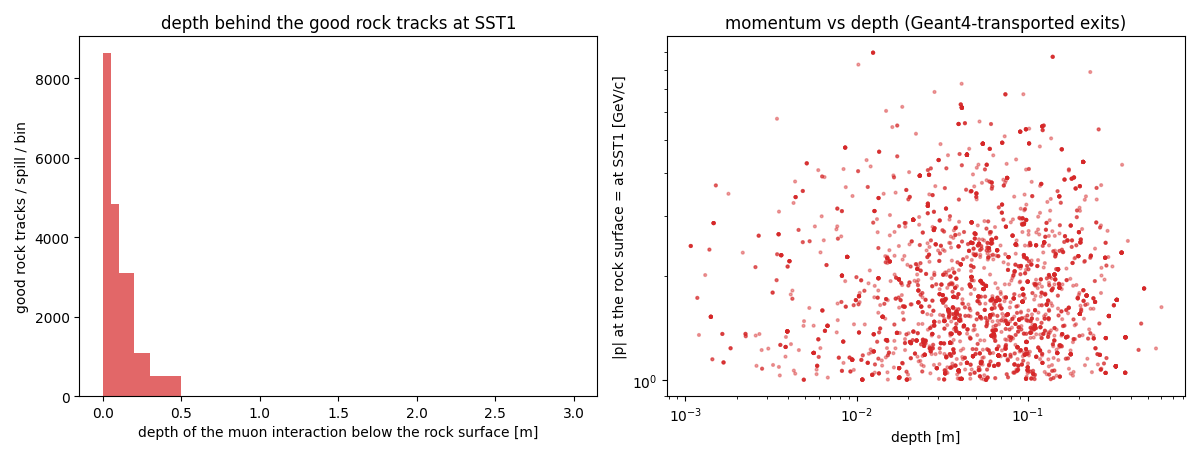 depth behind the good rock tracks at SST1
good rock tracks / spill / bin
8000
6000
4000
2000
0
0.0 0.5 1.0 1.5 2.0 2.5 3.0
depth of the muon interaction below the rock surface [m]
momentum vs depth (Geant4-transported exits)
|p| at the rock surface = at SST1 [GeV/c]
10⁰
10⁻³ 10⁻² 10⁻¹
depth [m]